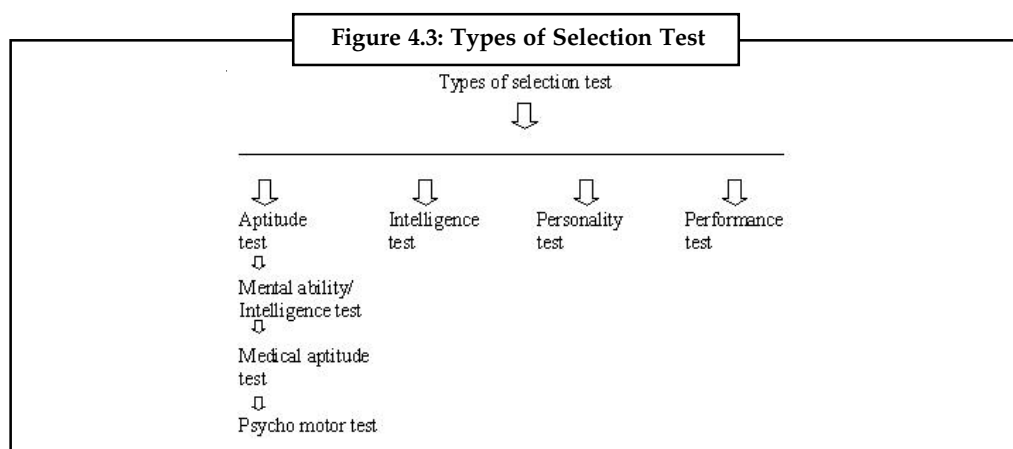 Figure 4.3: Types of Selection Test
Types of selection test
Aptitude
test
Intelligence
test
Personality
test
Performance
test
Mental ability/
Intelligence test
Medical aptitude
test
Psycho motor test